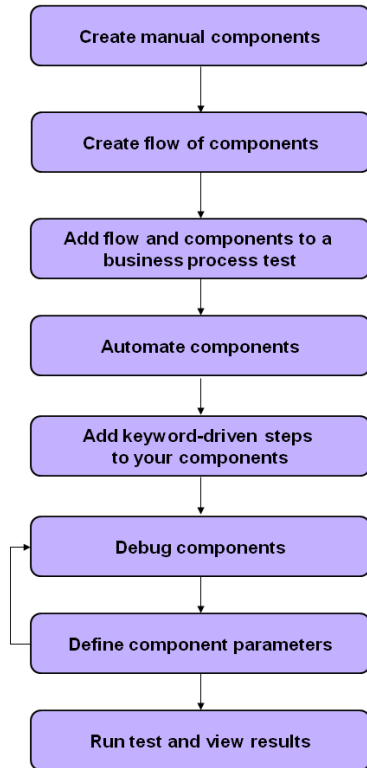 Create manual components
Create flow of components
Add flow and components to a
business process test
Automate components
Add keyword-driven steps
to your components
Debug components
Define component parameters
Run test and view results